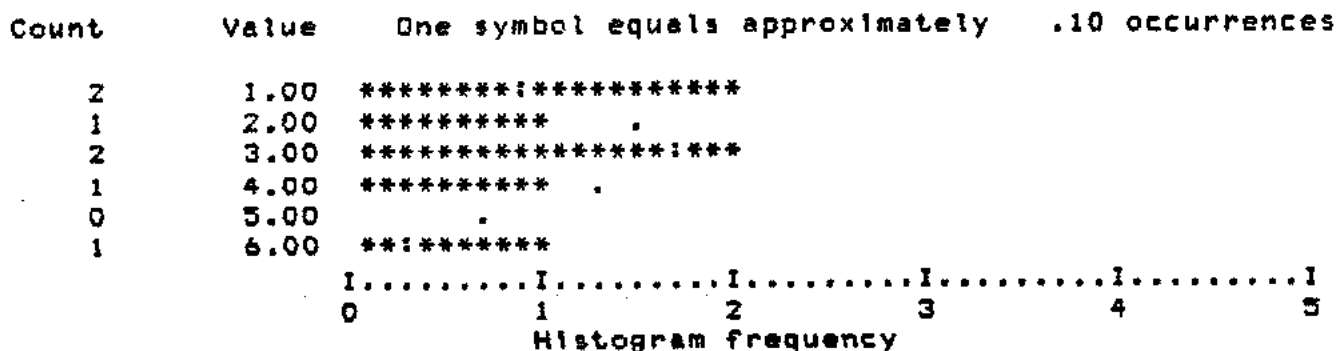 Count Value One symbol equals approximately .10 occurrences
2 1.00 ********:***********
1 2.00 ********** .
2 3.00 ****************:***
1 4.00 ********** .
0 5.00 .
1 6.00 **:*******
I.........I.........I.........I.........I.........I
0 1 2 3 4 5
Histogram frequency